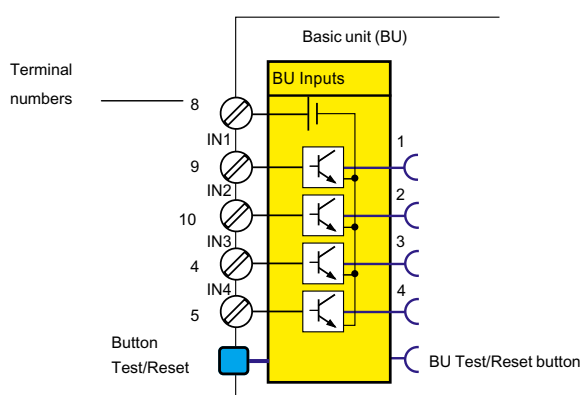 Basic unit (BU)
Terminal
numbers
BU Inputs
8
IN1
1
9
IN2
2
10
IN3
3
4
IN4
4
5
Button
Test/Reset
BU Test/Reset button